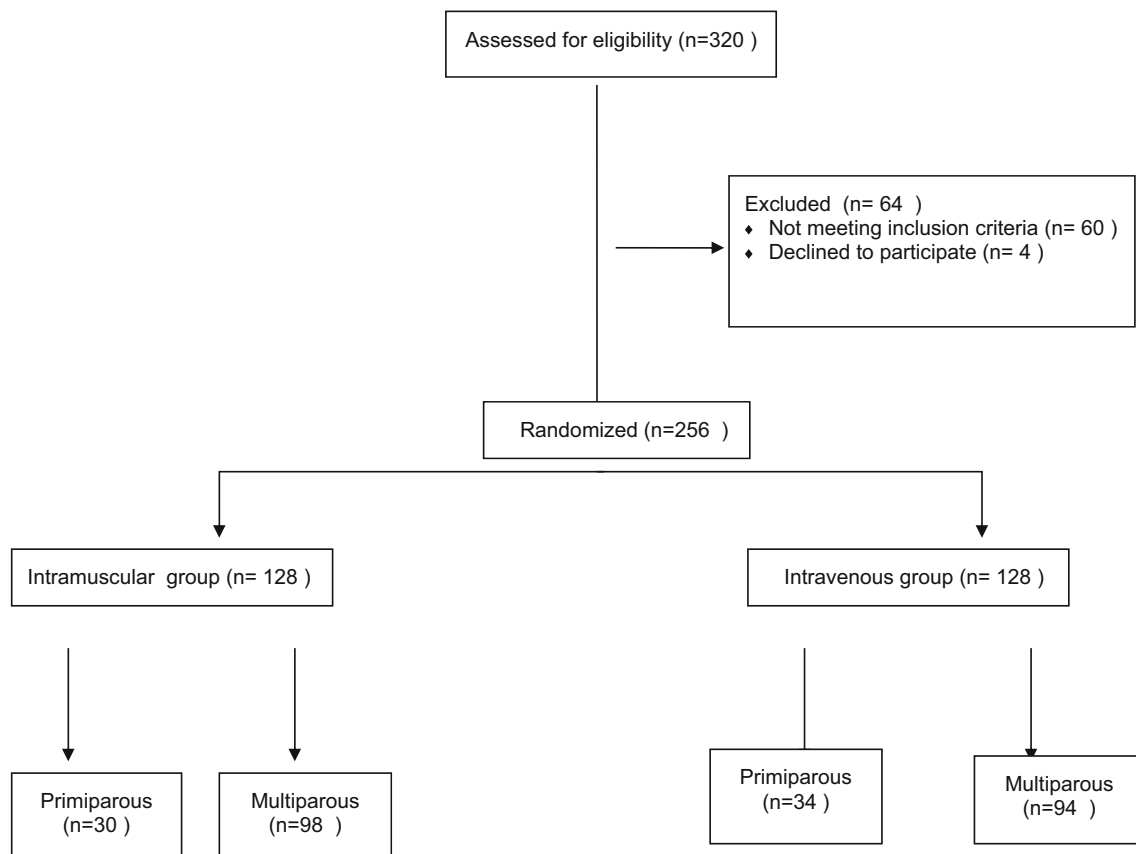 Assessed for eligibility (n=320 )
Excluded (n= 64 )
♦ Not meeting inclusion criteria (n= 60 )
♦ Declined to participate (n= 4 )
Randomized (n=256 )
Intramuscular group (n= 128 )
Intravenous group (n= 128 )
Primiparous
(n=30 )
Multiparous
(n=98 )
Primiparous
(n=34 )
Multiparous
(n=94 )